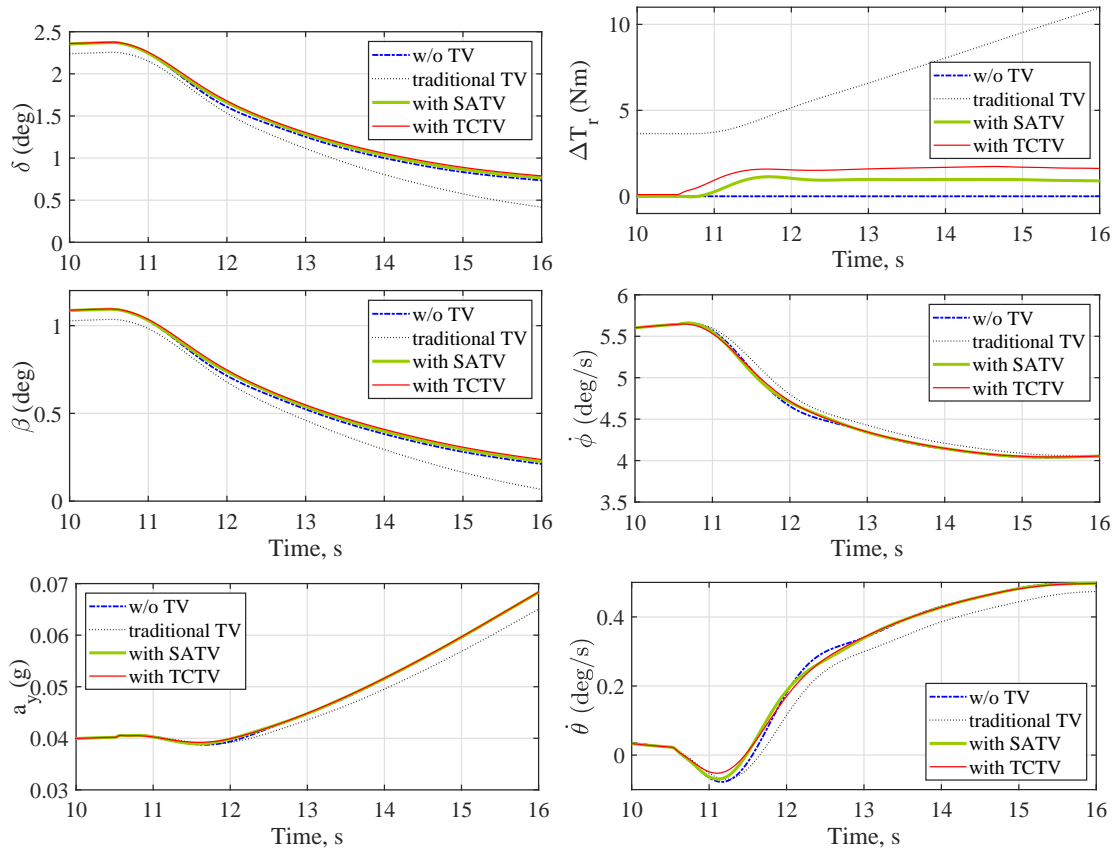 2.5
2
1.5
1
0.5
0
δ (deg)
10 11 12 13 14 15 16
w/o TV
traditional TV
with SATV
with TCTV
10
5
0
ΔT_r (Nm)
10 11 12 13 14 15 16
Time, s
w/o TV
traditional TV
with SATV
with TCTV
1
0.5
0
β (deg)
10 11 12 13 14 15 16
Time, s
w/o TV
traditional TV
with SATV
with TCTV
6
5.5
5
4.5
4
3.5
φ̇ (deg/s)
10 11 12 13 14 15 16
w/o TV
traditional TV
with SATV
with TCTV
0.07
0.06
0.05
0.04
0.03
a_y (g)
10 11 12 13 14 15 16
Time, s
w/o TV
traditional TV
with SATV
with TCTV
0.4
0.2
0
θ̇ (deg/s)
10 11 12 13 14 15 16
Time, s
w/o TV
traditional TV
with SATV
with TCTV